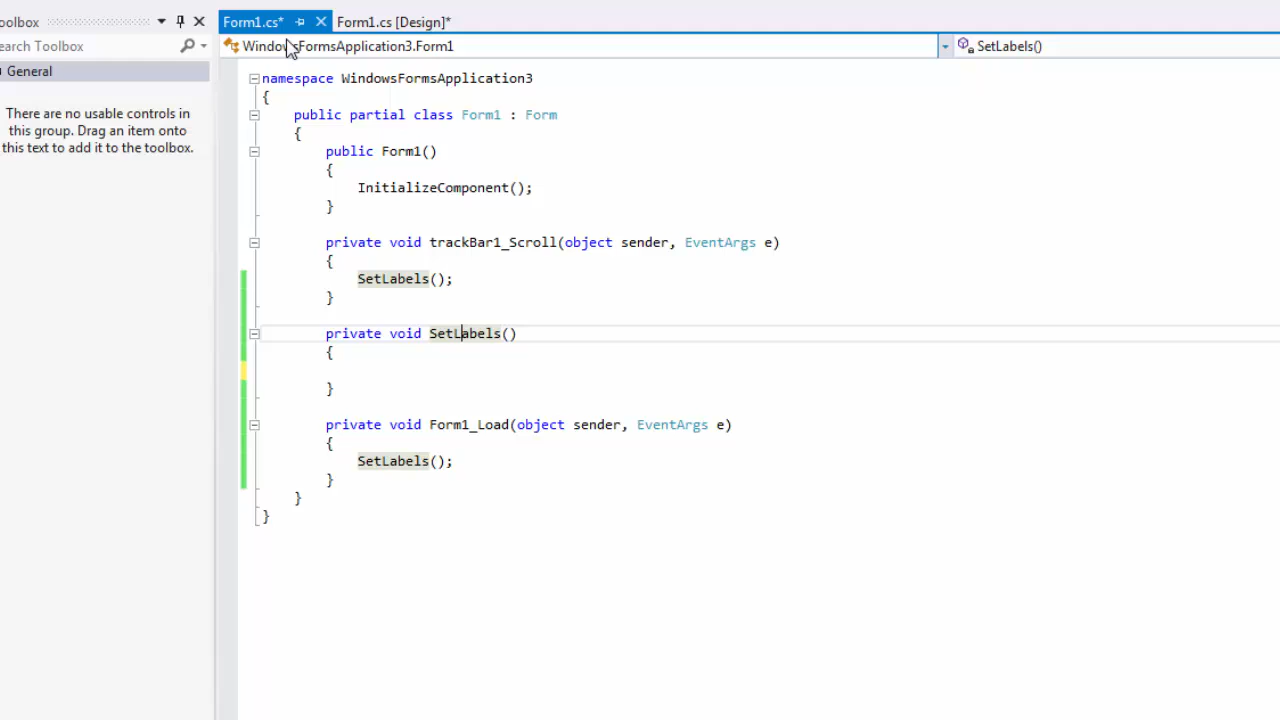 oolbox
Form1.cs*
Form1.cs [Design]*
earch Toolbox
WindowsFormsApplication3.Form1
SetLabels()
General
There are no usable controls in
this group. Drag an item onto
this text to add it to the toolbox.
namespace WindowsFormsApplication3
{
public partial class Form1 : Form
{
public Form1()
{
InitializeComponent();
}
private void trackBar1_Scroll(object sender, EventArgs e)
{
SetLabels();
}
private void SetLabels()
{
}
private void Form1_Load(object sender, EventArgs e)
{
SetLabels();
}
}
}